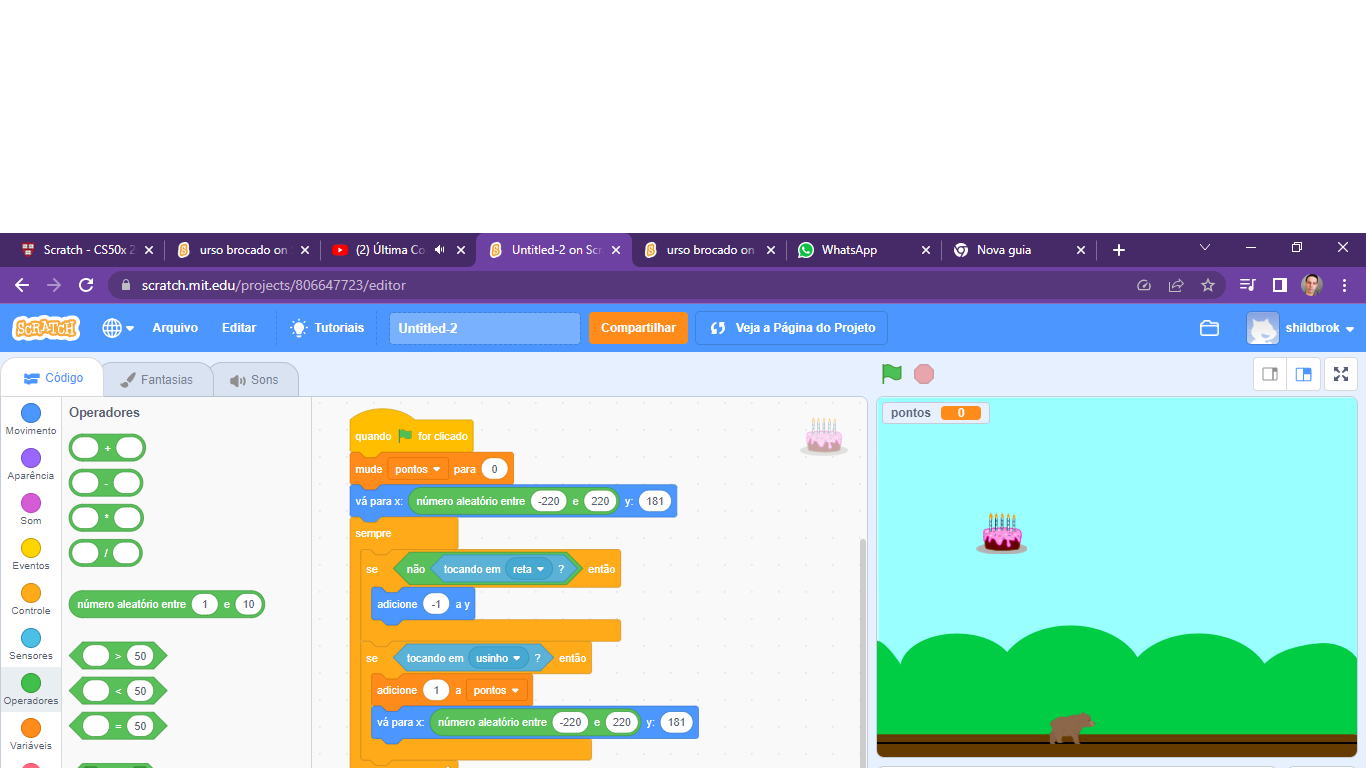 Scratch - CS50x 2
urso brocado on
(2) Última Co
Untitled-2 on Scr
urso brocado on
WhatsApp
Nova guia
scratch.mit.edu/projects/806647723/editor
SCRATCH
Arquivo
Editar
Tutoriais
Untitled-2
Compartilhar
Veja a Página do Projeto
shildbrok
Código
Fantasias
Sons
Movimento
Aparência
Som
Eventos
Controle
Sensores
Operadores
Variáveis
Operadores
+
-
*
/
número aleatório entre 1 e 10
> 50
< 50
= 50
quando for clicado
mude pontos para 0
vá para x: número aleatório entre -220 e 220 y: 181
sempre
se não tocando em reta ? então
adicione -1 a y
se tocando em usinho ? então
adicione 1 a pontos
vá para x: número aleatório entre -220 e 220 y: 181
pontos 0